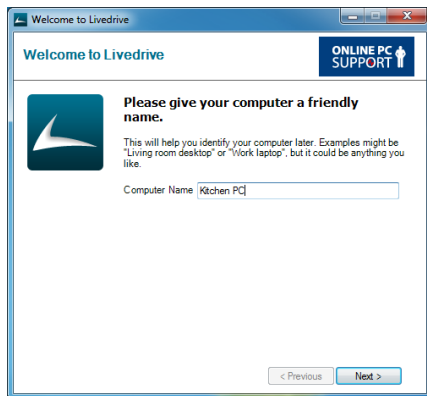 Welcome to Livedrive
Welcome to Livedrive
ONLINE PC
SUPPORT
Please give your computer a friendly
name.
This will help you identify your computer later. Examples might be
"Living room desktop" or "Work laptop", but it could be anything you
like.
Computer Name Kitchen PC
< Previous Next >